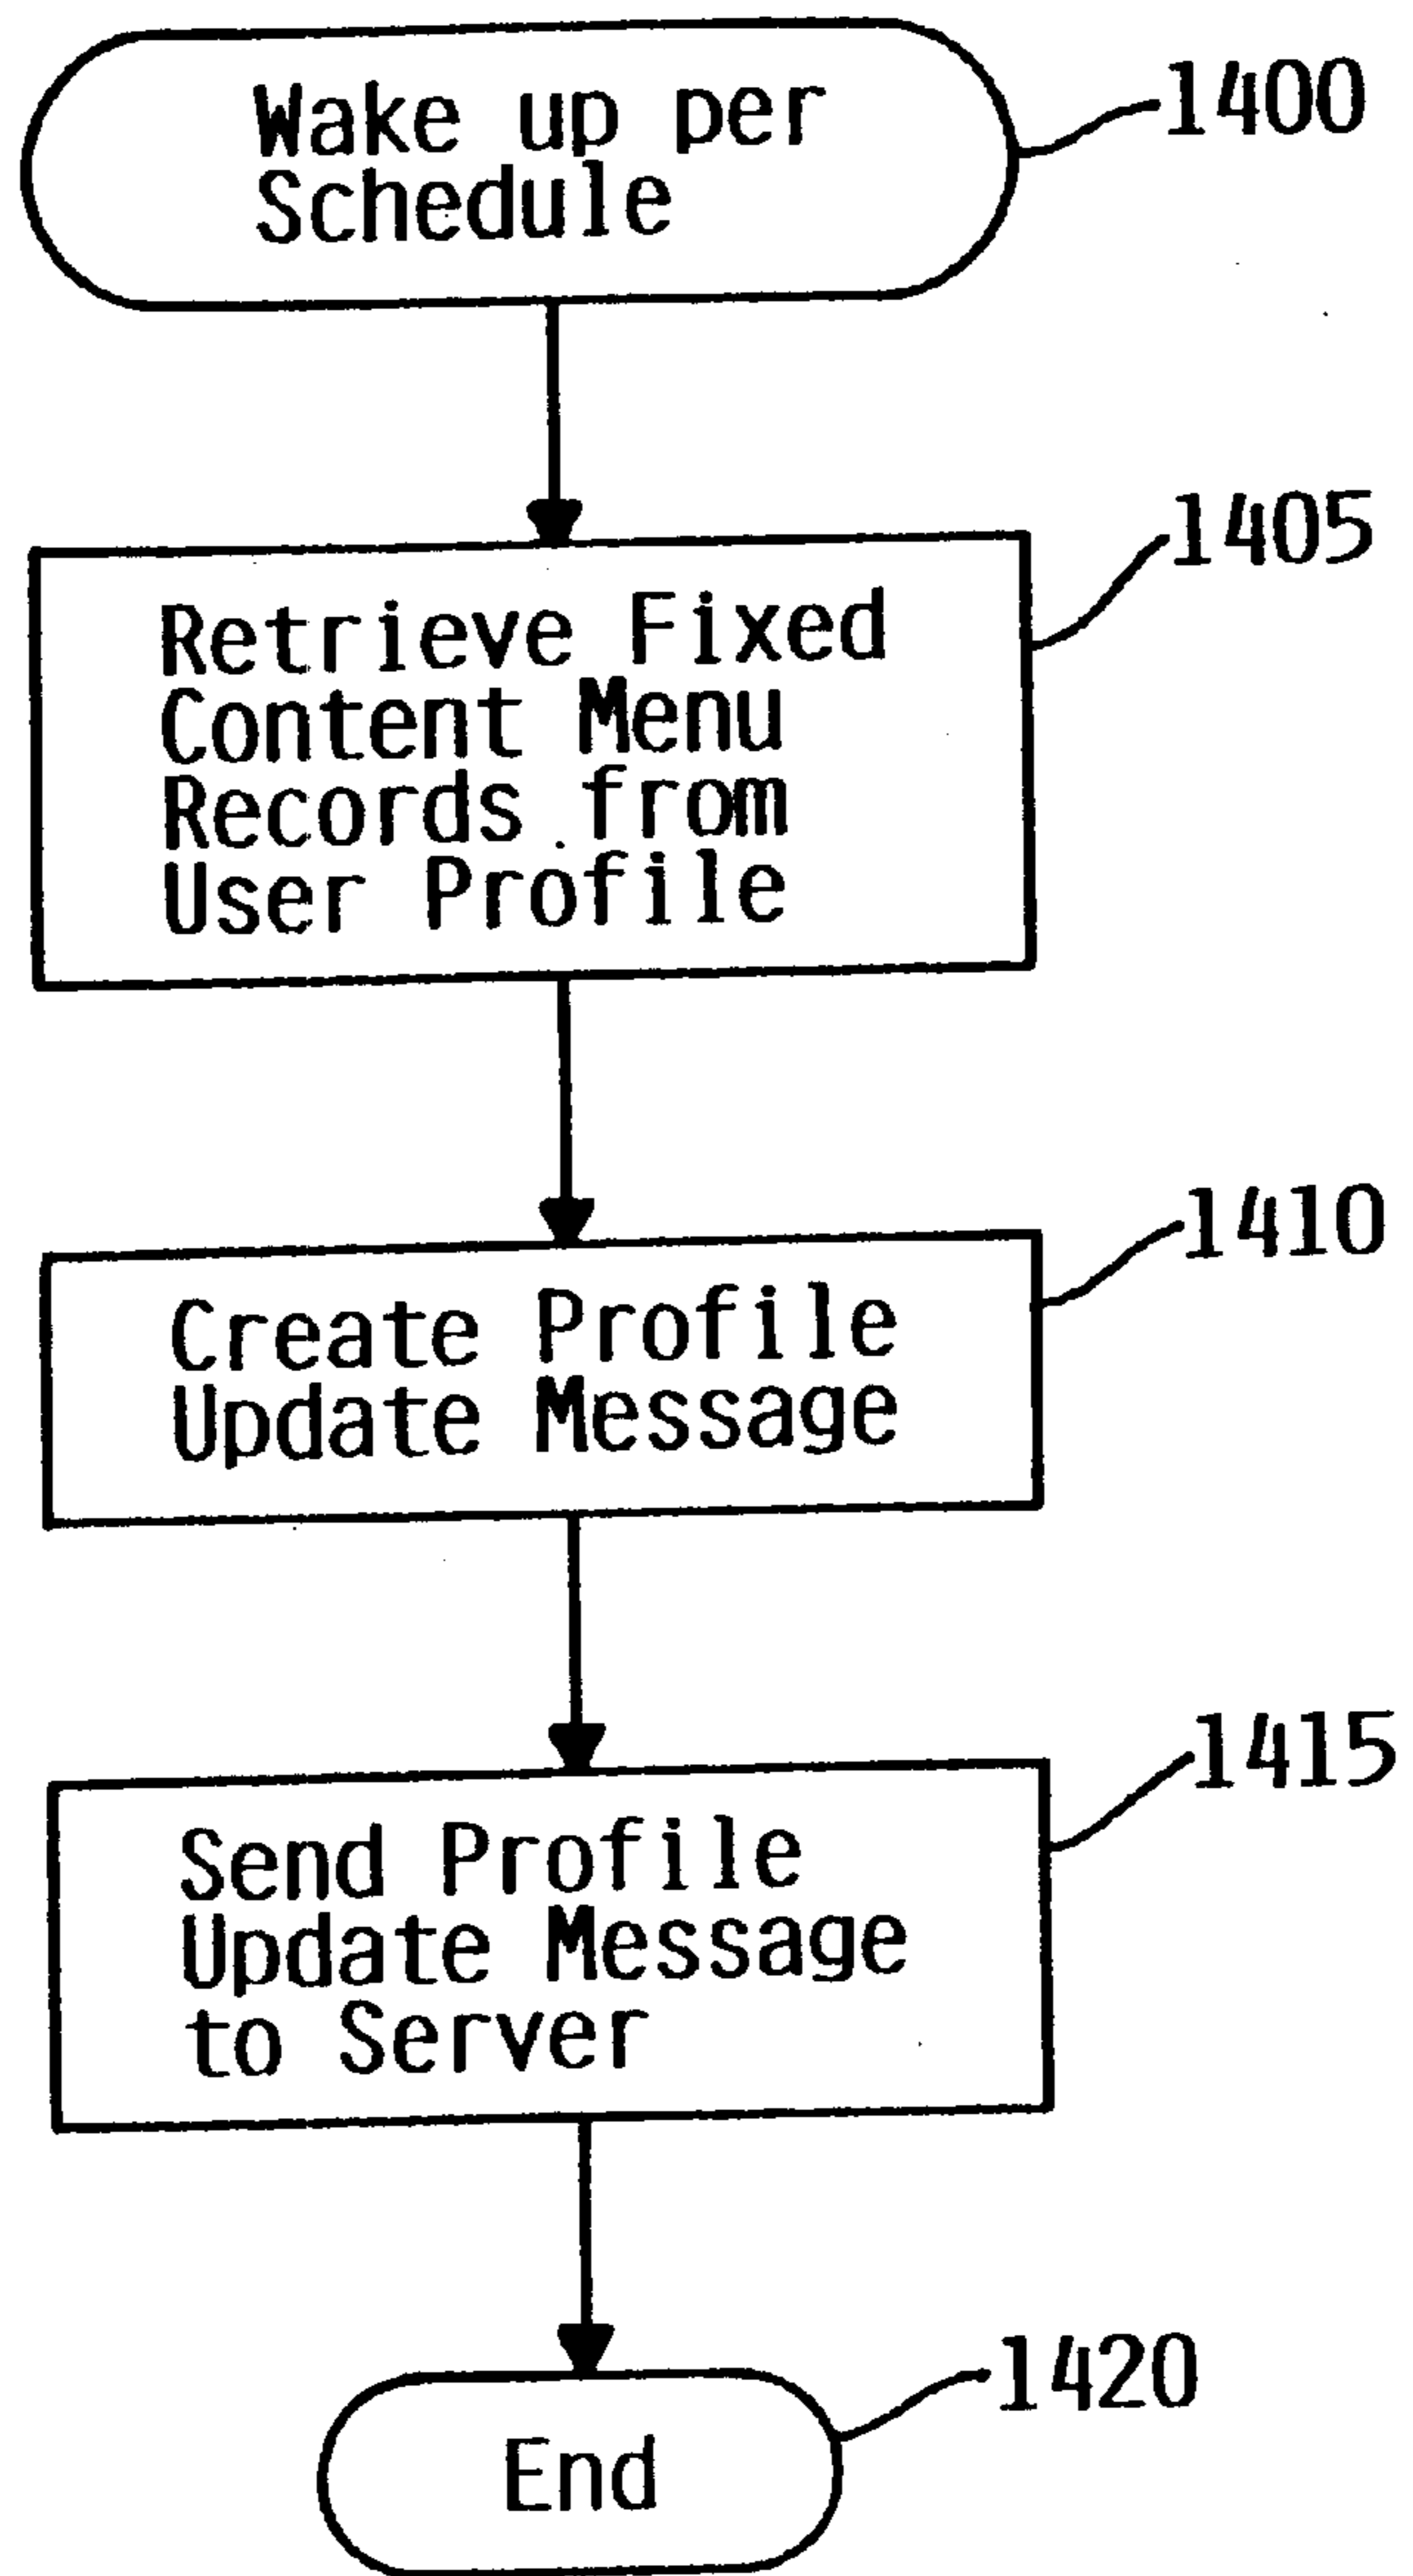 Wake up per
Schedule
1400
Retrieve Fixed
Content Menu
Records from
User Profile
1405
Create Profile
Update Message
1410
Send Profile
Update Message
to Server
1415
End
1420